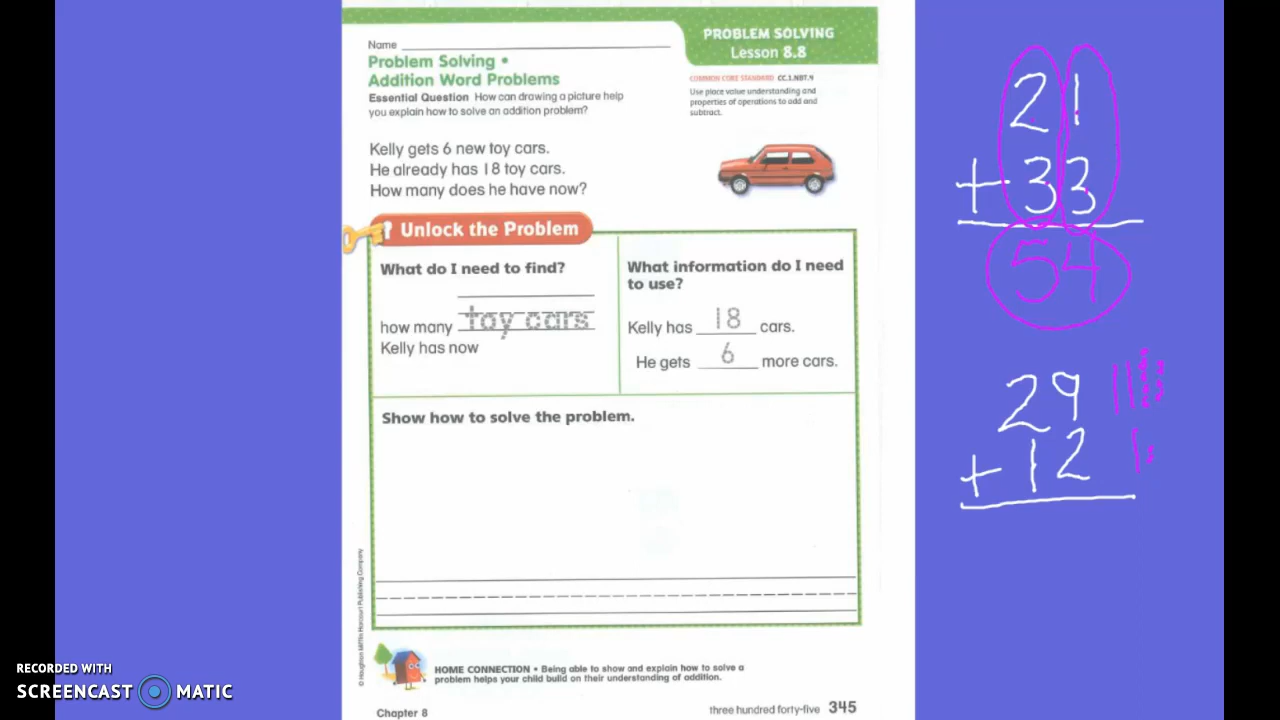 PROBLEM SOLVING
Lesson 8.8
Name
Problem Solving •
Addition Word Problems
COMMON CORE STANDARD CC.1.NBT.4
Essential Question How can drawing a picture help
you explain how to solve an addition problem?
Use place value understanding and
properties of operations to add and
subtract.
Kelly gets 6 new toy cars.
He already has 18 toy cars.
How many does he have now?
Unlock the Problem
What do I need to find?
how many toy cars
Kelly has now
What information do I need
to use?
Kelly has 18 cars.
He gets 6 more cars.
Show how to solve the problem.
© Houghton Mifflin Harcourt Publishing Company
HOME CONNECTION • Being able to show and explain how to solve a
problem helps your child build on their understanding of addition.
Chapter 8
three hundred forty-five 345
21
+ 33
54
29
+ 12
RECORDED WITH
SCREENCAST MATIC